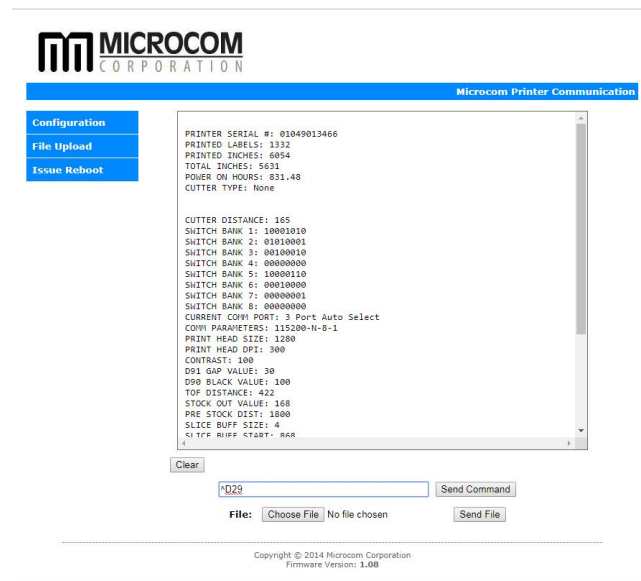 MICROCOM
CORPORATION
Microcom Printer Communication
Configuration
File Upload
Issue Reboot
PRINTER SERIAL #: 01049013466
PRINTED LABELS: 1332
PRINTED INCHES: 6054
TOTAL INCHES: 5631
POWER ON HOURS: 831.48
CUTTER TYPE: None
CUTTER DISTANCE: 165
SWITCH BANK 1: 10001010
SWITCH BANK 2: 01010001
SWITCH BANK 3: 00100010
SWITCH BANK 4: 00000000
SWITCH BANK 5: 10000110
SWITCH BANK 6: 00010000
SWITCH BANK 7: 00000001
SWITCH BANK 8: 00000000
CURRENT COMM PORT: 3 Port Auto Select
COMM PARAMETERS: 115200-N-8-1
PRINT HEAD SIZE: 1280
PRINT HEAD DPI: 300
CONTRAST: 100
D91 GAP VALUE: 30
D90 BLACK VALUE: 100
TOF DISTANCE: 422
STOCK OUT VALUE: 168
PRE STOCK DIST: 1800
SLICE BUFF SIZE: 4
SLICE BUFF START: 868
Clear
^D29 Send Command
File: Choose File No file chosen Send File
Copyright © 2014 Microcom Corporation
Firmware Version: 1.08